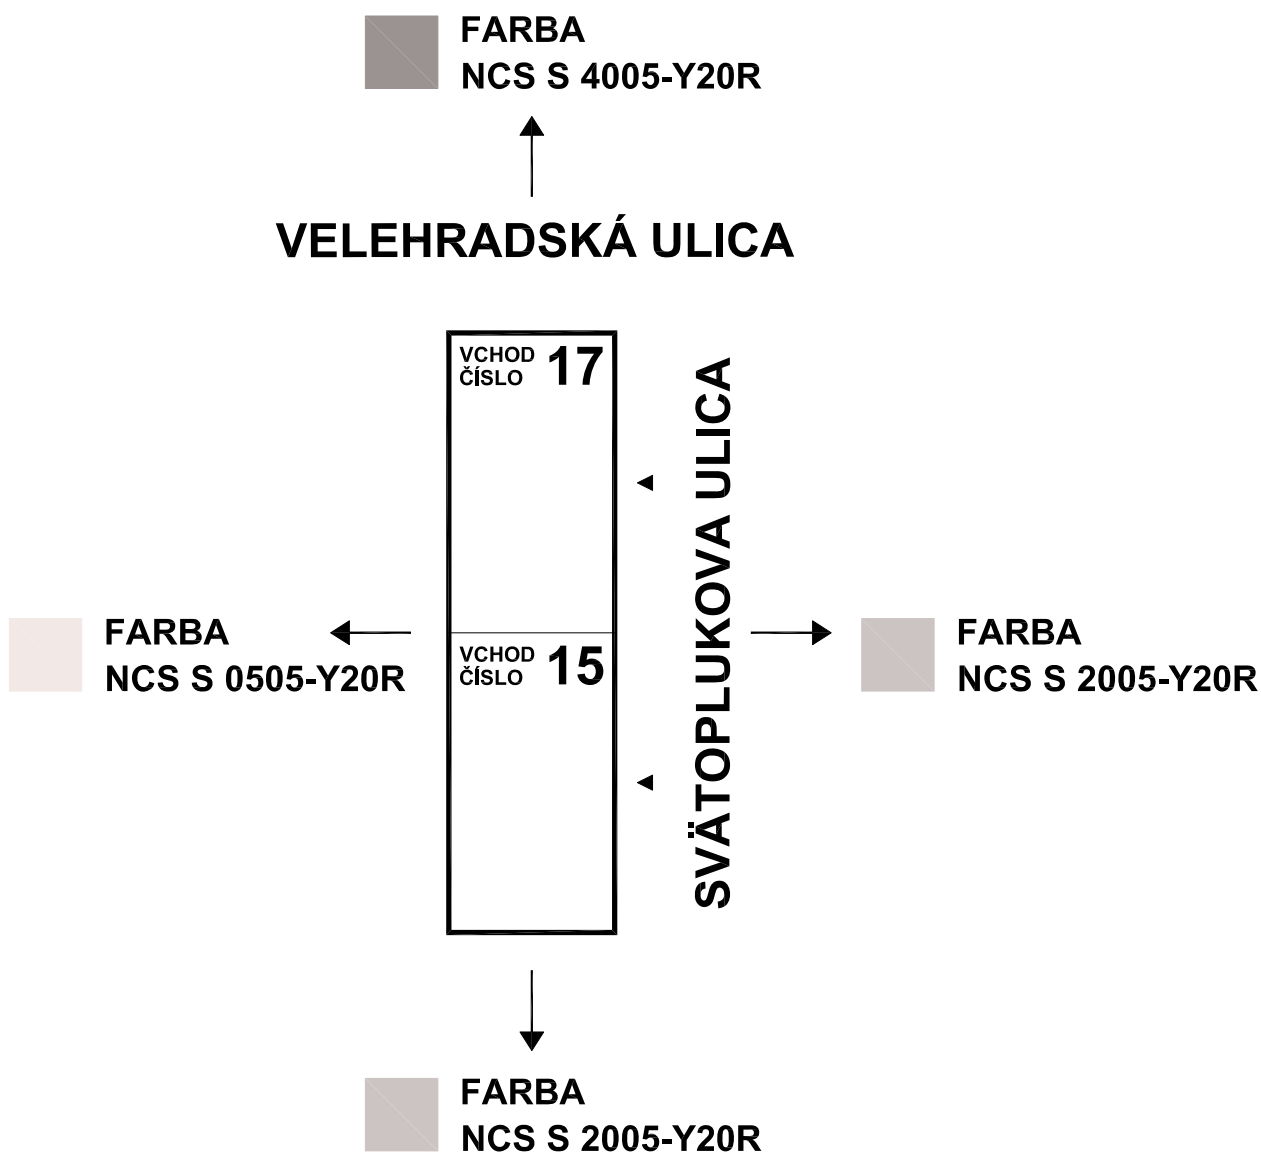 FARBA
NCS S 4005-Y20R
VELEHRADSKÁ ULICA
VCHOD
ČÍSLO 17
SVÄTOPLUKOVA ULICA
FARBA
NCS S 0505-Y20R
VCHOD
ČÍSLO 15
FARBA
NCS S 2005-Y20R
FARBA
NCS S 2005-Y20R